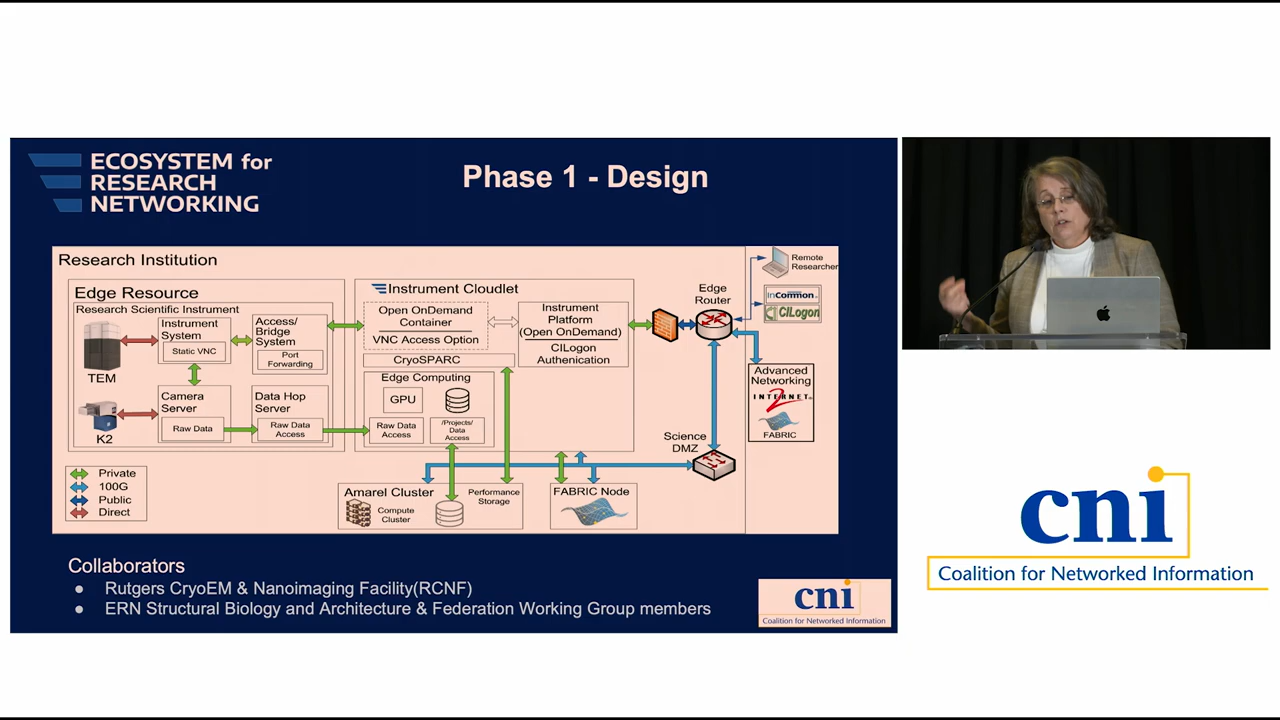 ECOSYSTEM for
RESEARCH
NETWORKING
Phase 1 - Design
Research Institution
Edge Resource
Research Scientific Instrument
TEM
K2
Instrument
System
Static VNC
Access/
Bridge
System
Port
Forwarding
Camera
Server
Raw Data
Data Hop
Server
Raw Data
Access
Instrument Cloudlet
Open OnDemand
Container
VNC Access Option
Instrument
Platform
(Open OnDemand)
CILogon
Authenication
CryoSPARC
Edge Computing
GPU
Raw Data
Access
/Projects/
Data
Access
Edge
Router
Remote
Researcher
InCommon
CILogon
Advanced
Networking
INTERNET
2
FABRIC
Science
DMZ
Private
100G
Public
Direct
Amarel Cluster
Compute
Cluster
Performance
Storage
FABRIC Node
Collaborators
● Rutgers CryoEM & Nanoimaging Facility(RCNF)
● ERN Structural Biology and Architecture & Federation Working Group members
cni
Coalition for Networked Information
cni
Coalition for Networked Information